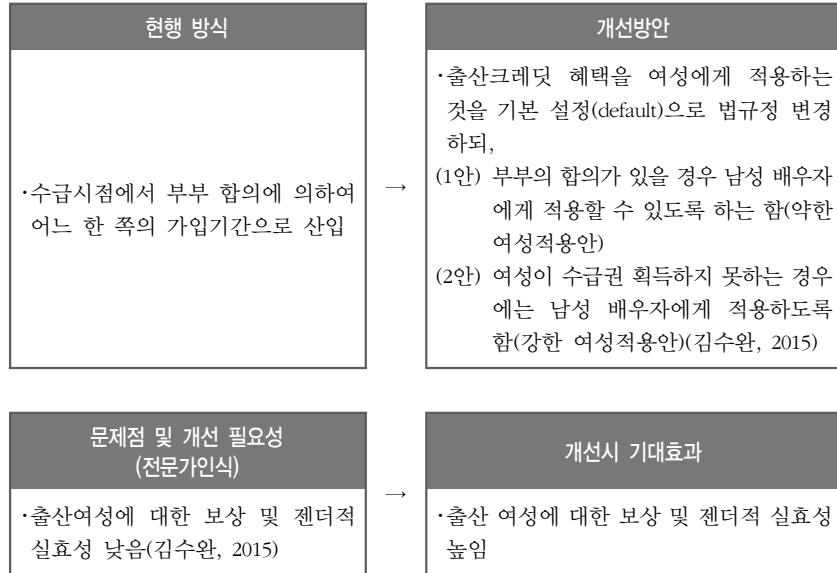 현행 방식
·수급시점에서 부부 합의에 의하여
어느 한 쪽의 가입기간으로 산입
→
개선방안
·출산크레딧 혜택을 여성에게 적용하는
것을 기본 설정(default)으로 법규정 변경
하되,
(1안) 부부의 합의가 있을 경우 남성 배우자
에게 적용할 수 있도록 하는 함(약한
여성적용안)
(2안) 여성이 수급권 획득하지 못하는 경우
에는 남성 배우자에게 적용하도록
함(강한 여성적용안)(김수완, 2015)
문제점 및 개선 필요성
(전문가인식)
·출산여성에 대한 보상 및 젠더적
실효성 낮음(김수완, 2015)
→
개선시 기대효과
·출산 여성에 대한 보상 및 젠더적 실효성
높임